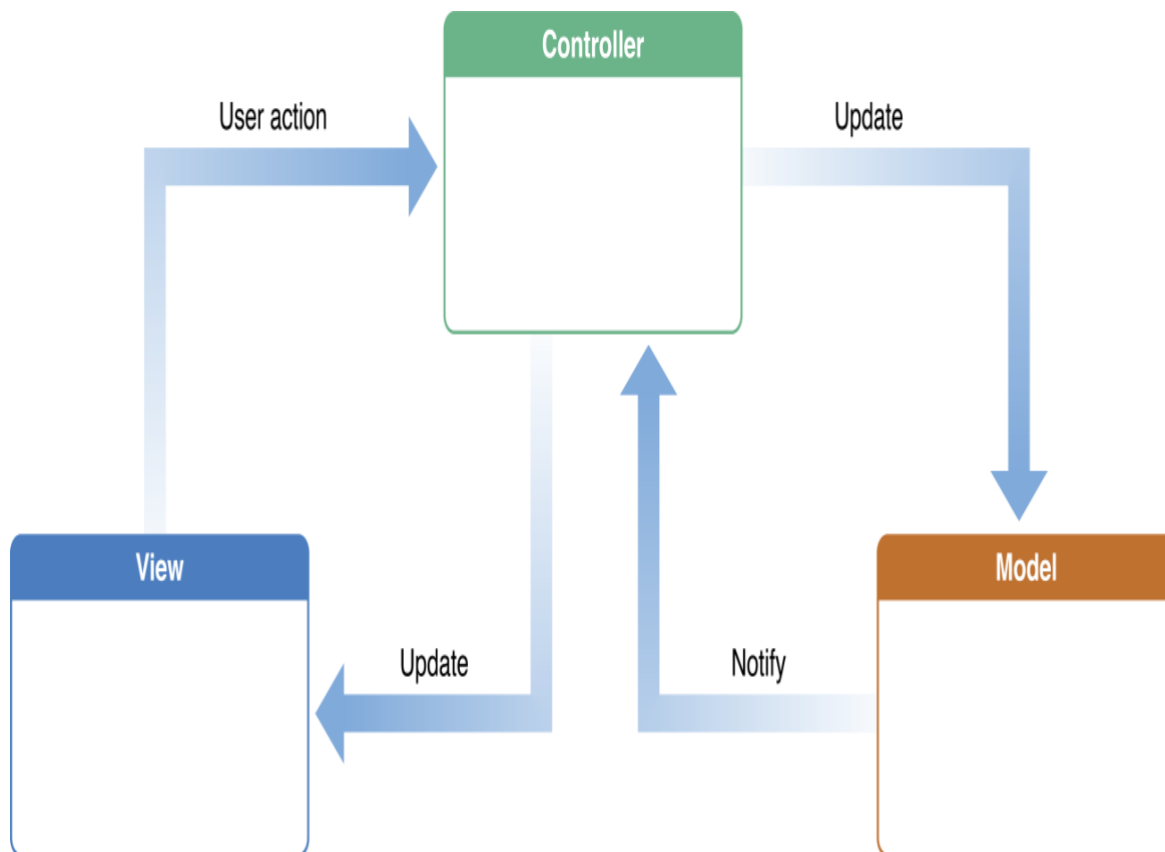 Controller
User action
Update
View
Model
Update
Notify